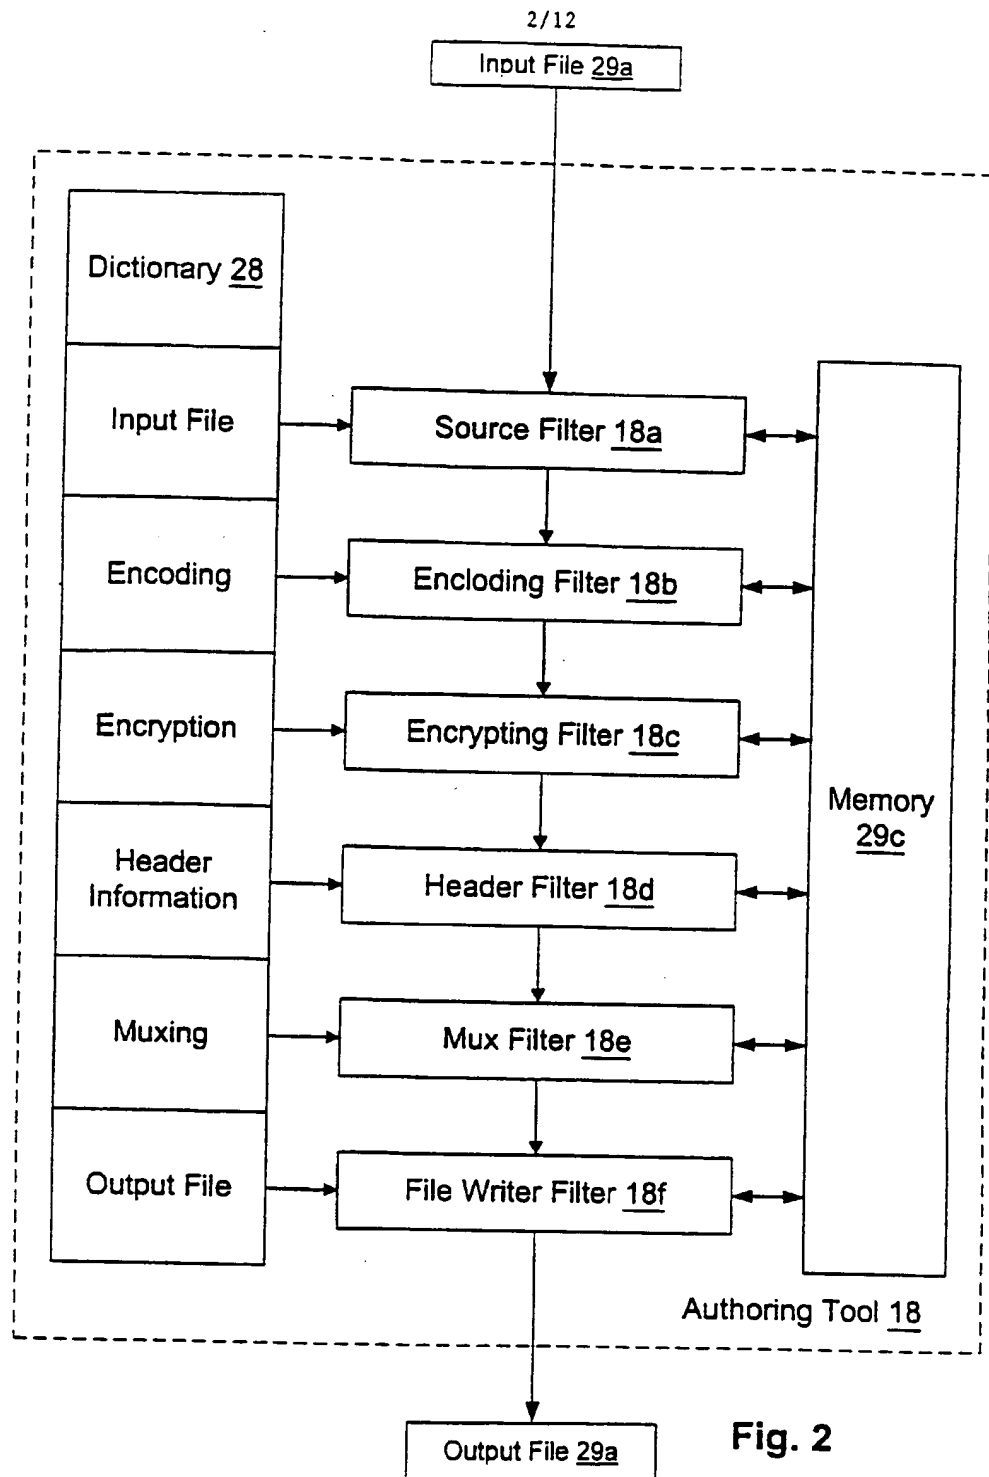 2/12
Input File 29a
Dictionary 28
Input File
Source Filter 18a
Encoding
Encloding Filter 18b
Encryption
Encrypting Filter 18c
Memory
29c
Header
Information
Header Filter 18d
Muxing
Mux Filter 18e
Output File
File Writer Filter 18f
Authoring Tool 18
Output File 29a
Fig. 2